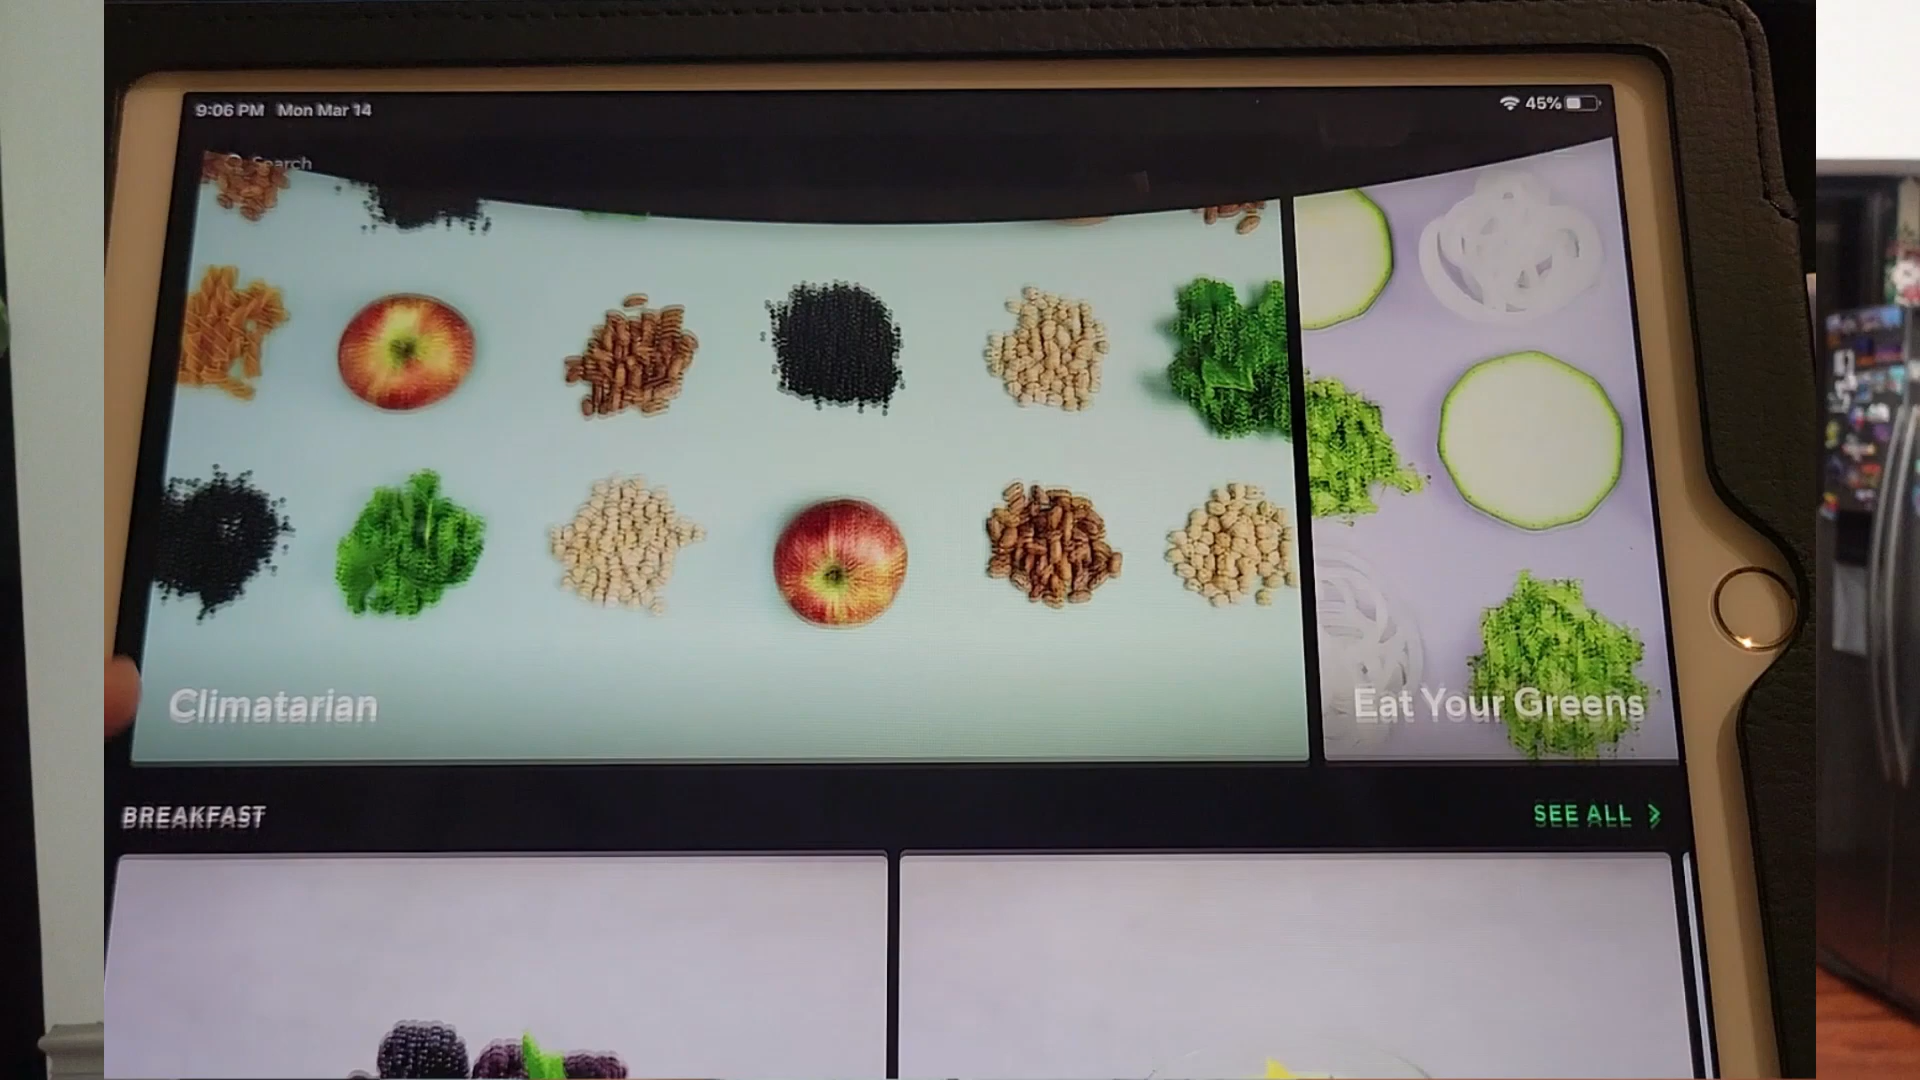 9:06 PM Mon Mar 14
45%
Search
Climatarian
Eat Your Greens
BREAKFAST
SEE ALL